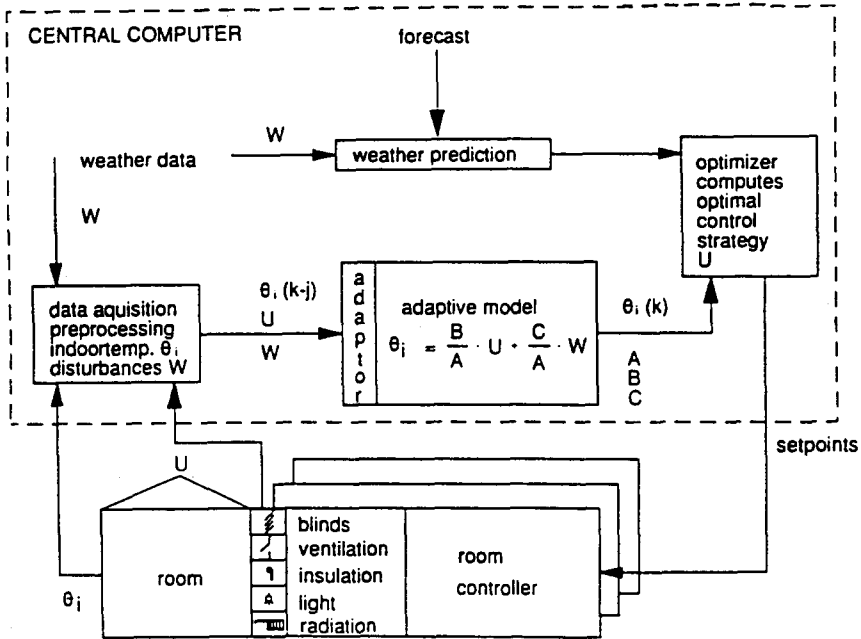 CENTRAL COMPUTER
forecast
W
weather data
weather prediction
W
optimizer
computes
optimal
control
strategy
U
data aquisition
preprocessing
indoortemp. θi
disturbances W
θi (k-j)
U
W
adaptor
adaptive model
θi = B/A · U + C/A · W
θi (k)
A
B
C
setpoints
U
room
θi
blinds
ventilation
insulation
light
radiation
room
controller